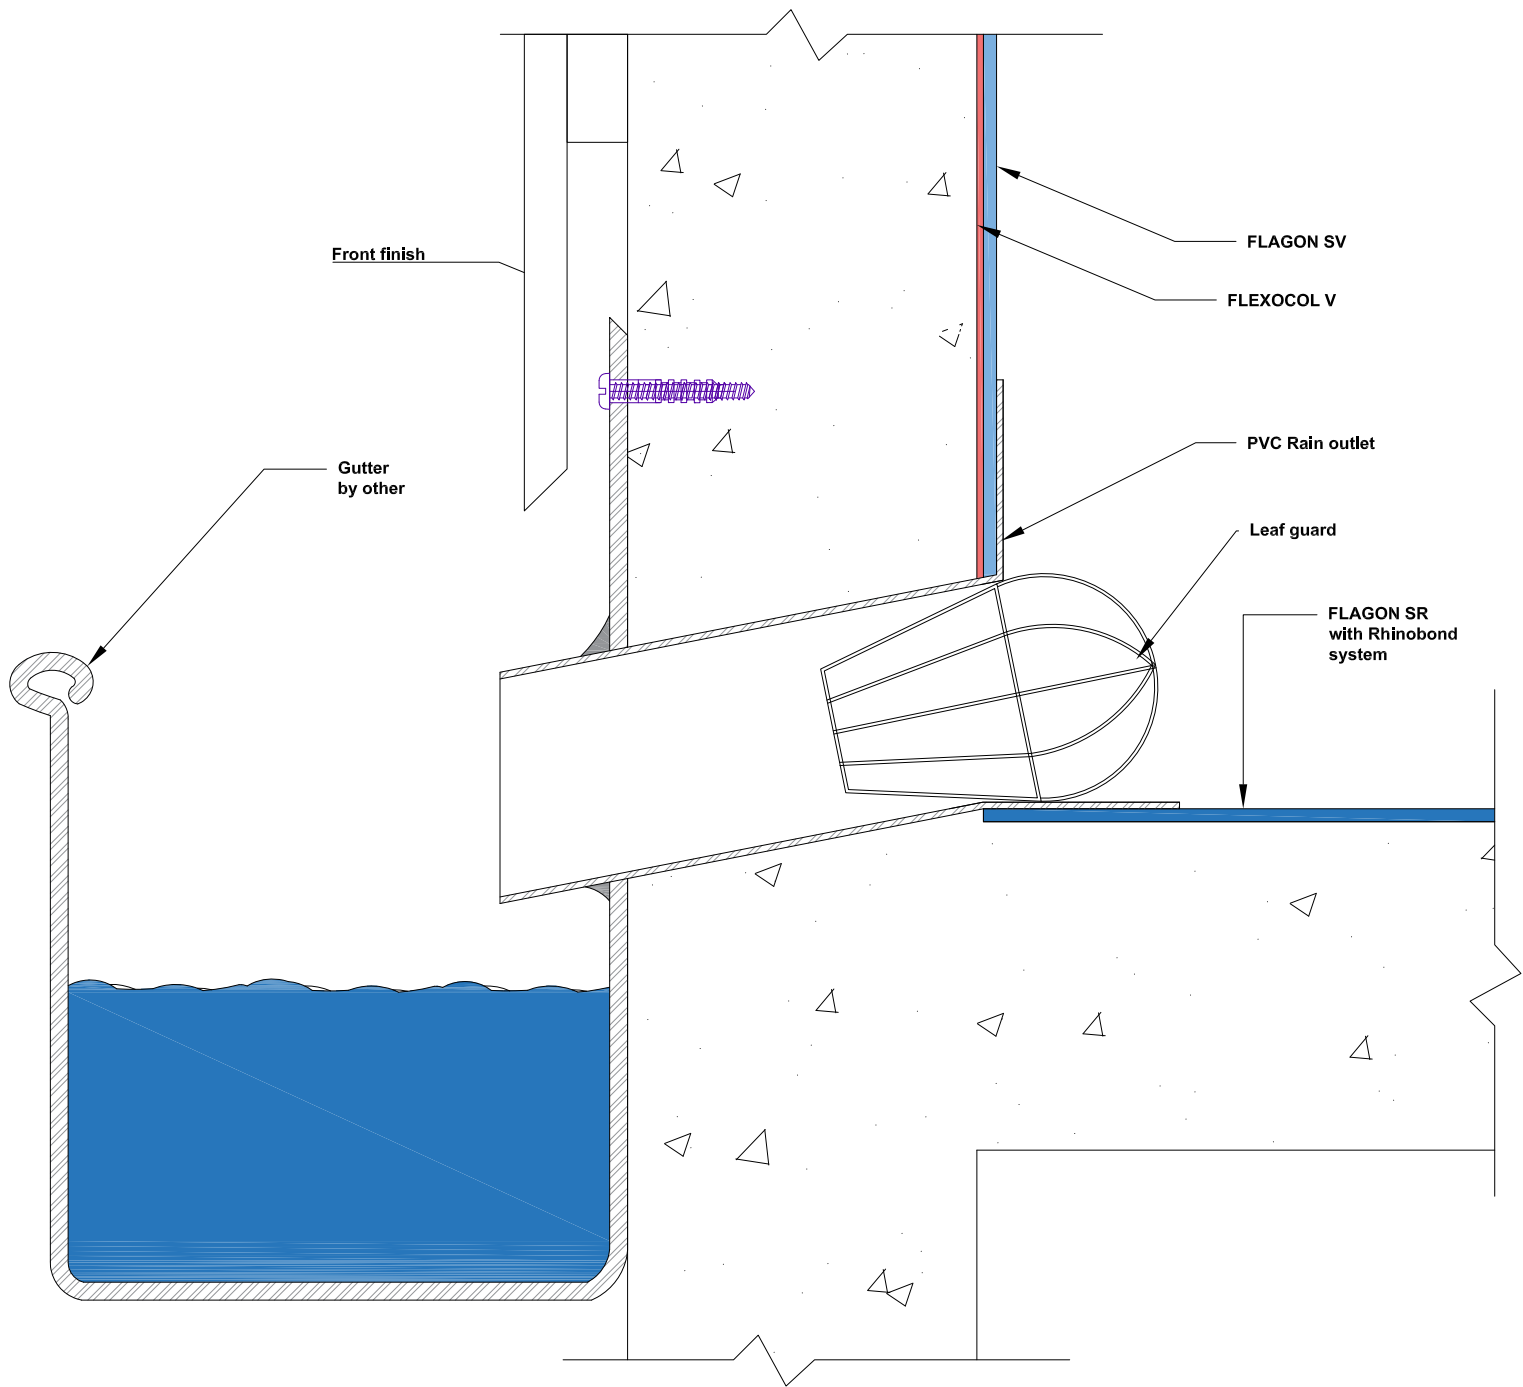 FLAGON SV
Front finish
FLEXOCOL V
PVC Rain outlet
Gutter
by other
Leaf guard
FLAGON SR
with Rhinobond
system